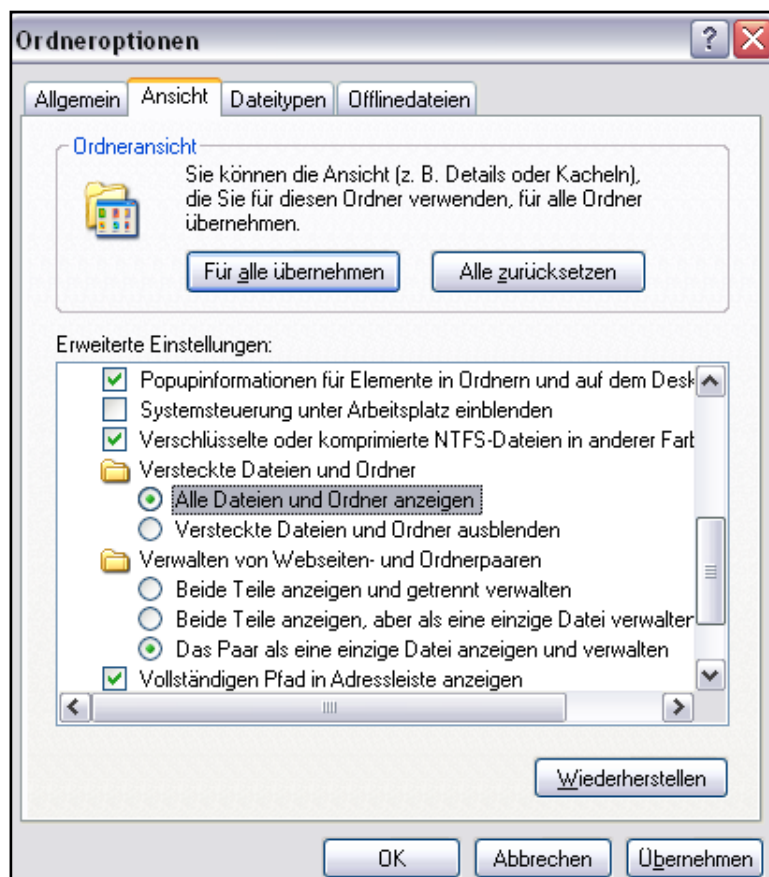 Ordneroptionen
Allgemein Ansicht Dateitypen Offlinedateien
Ordneransicht
Sie können die Ansicht (z. B. Details oder Kacheln),
die Sie für diesen Ordner verwenden, für alle Ordner
übernehmen.
Für alle übernehmen Alle zurücksetzen
Erweiterte Einstellungen:
Popupinformationen für Elemente in Ordnern und auf dem Desk
Systemsteuerung unter Arbeitsplatz einblenden
Verschlüsselte oder komprimierte NTFS-Dateien in anderer Farb
Versteckte Dateien und Ordner
Alle Dateien und Ordner anzeigen
Versteckte Dateien und Ordner ausblenden
Verwalten von Webseiten- und Ordnerpaaren
Beide Teile anzeigen und getrennt verwalten
Beide Teile anzeigen, aber als eine einzige Datei verwalten
Das Paar als eine einzige Datei anzeigen und verwalten
Vollständigen Pfad in Adressleiste anzeigen
Wiederherstellen
OK Abbrechen Übernehmen